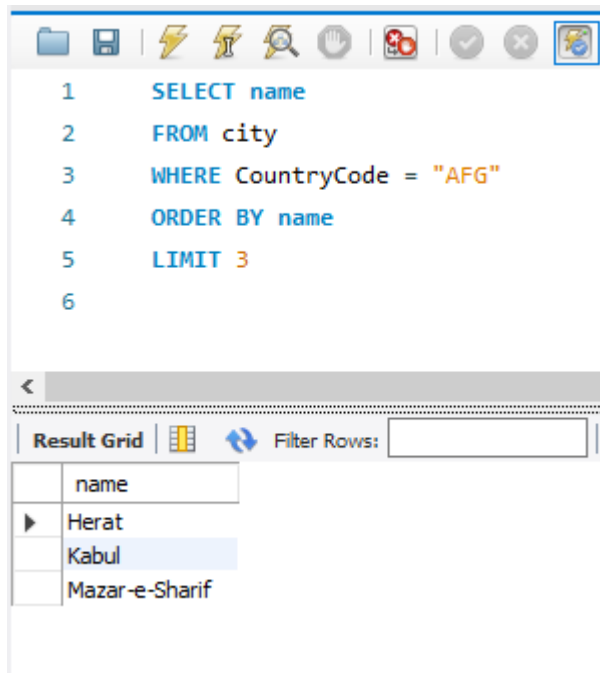 1 SELECT name
2 FROM city
3 WHERE CountryCode = "AFG"
4 ORDER BY name
5 LIMIT 3
6
Result Grid Filter Rows:
name
Herat
Kabul
Mazar-e-Sharif